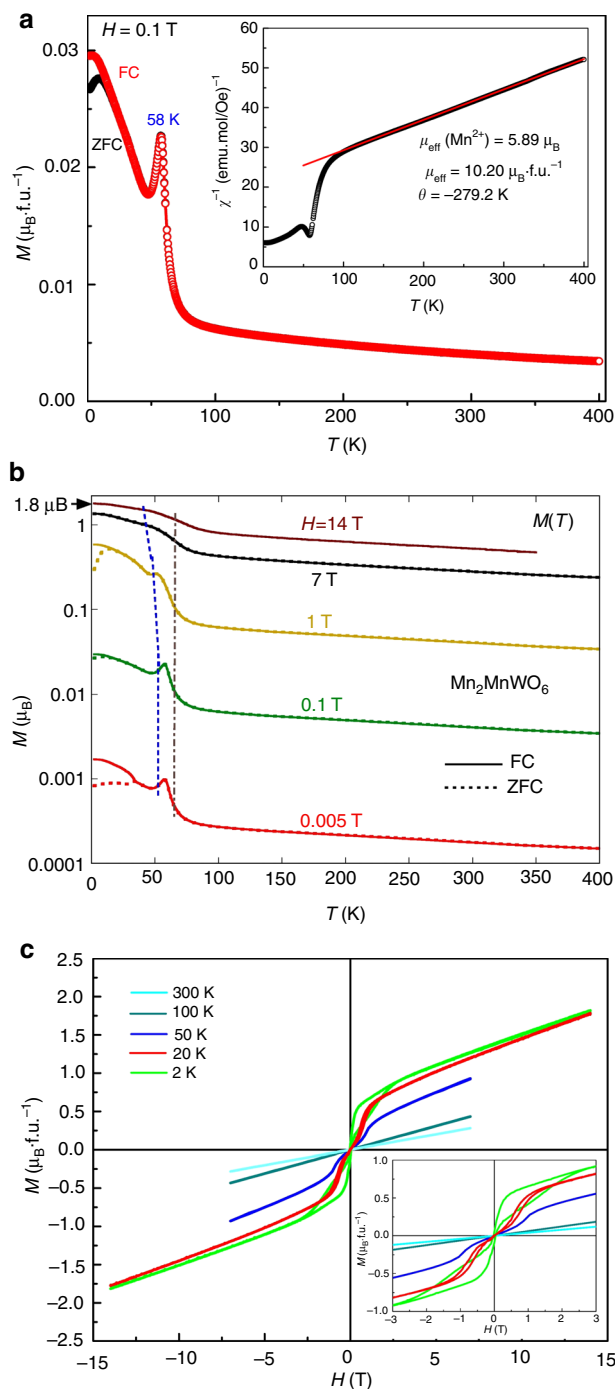 a
H = 0.1 T
FC
ZFC
58 K
0.03
0.02
0.01
0.00
M (μB·f.u.⁻¹)
0
100
200
300
400
T (K)
60
50
40
30
20
10
0
χ⁻¹ (emu.mol/Oe)⁻¹
μeff (Mn²⁺) = 5.89 μB
μeff = 10.20 μB·f.u.⁻¹
θ = –279.2 K
0
100
200
300
400
T (K)
b
1.8 μB
H=14 T
M(T)
7 T
1 T
0.1 T
Mn₂MnWO₆
FC
ZFC
0.005 T
1
0.1
0.01
0.001
0.0001
M (μB)
0
50
100
150
200
250
300
350
400
T (K)
c
2.5
2.0
1.5
1.0
0.5
0.0
–0.5
–1.0
–1.5
–2.0
–2.5
M (μB·f.u.⁻¹)
300 K
100 K
50 K
20 K
2 K
1.0
0.5
0.0
–0.5
–1.0
M (μB·f.u.⁻¹)
–3
–2
–1
0
1
2
3
H (T)
–15
–10
–5
0
5
10
15
H (T)